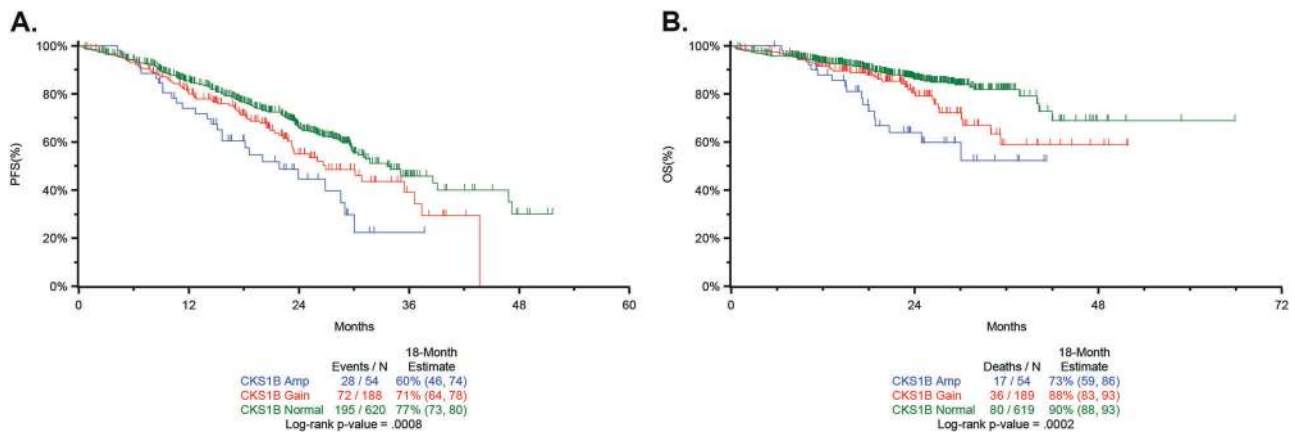 A.
100%
80%
60%
40%
20%
0%
PFS(%)
0 12 24 36 48 60
Months
18-Month
Events / N Estimate
CKS1B Amp 28 / 54 60% (46, 74)
CKS1B Gain 72 / 188 71% (64, 78)
CKS1B Normal 195 / 620 77% (73, 80)
Log-rank p-value = .0008
B.
100%
80%
60%
40%
20%
0%
OS(%)
0 24 48 72
Months
18-Month
Deaths / N Estimate
CKS1B Amp 17 / 54 73% (59, 86)
CKS1B Gain 36 / 189 88% (83, 93)
CKS1B Normal 80 / 619 90% (88, 93)
Log-rank p-value = .0002